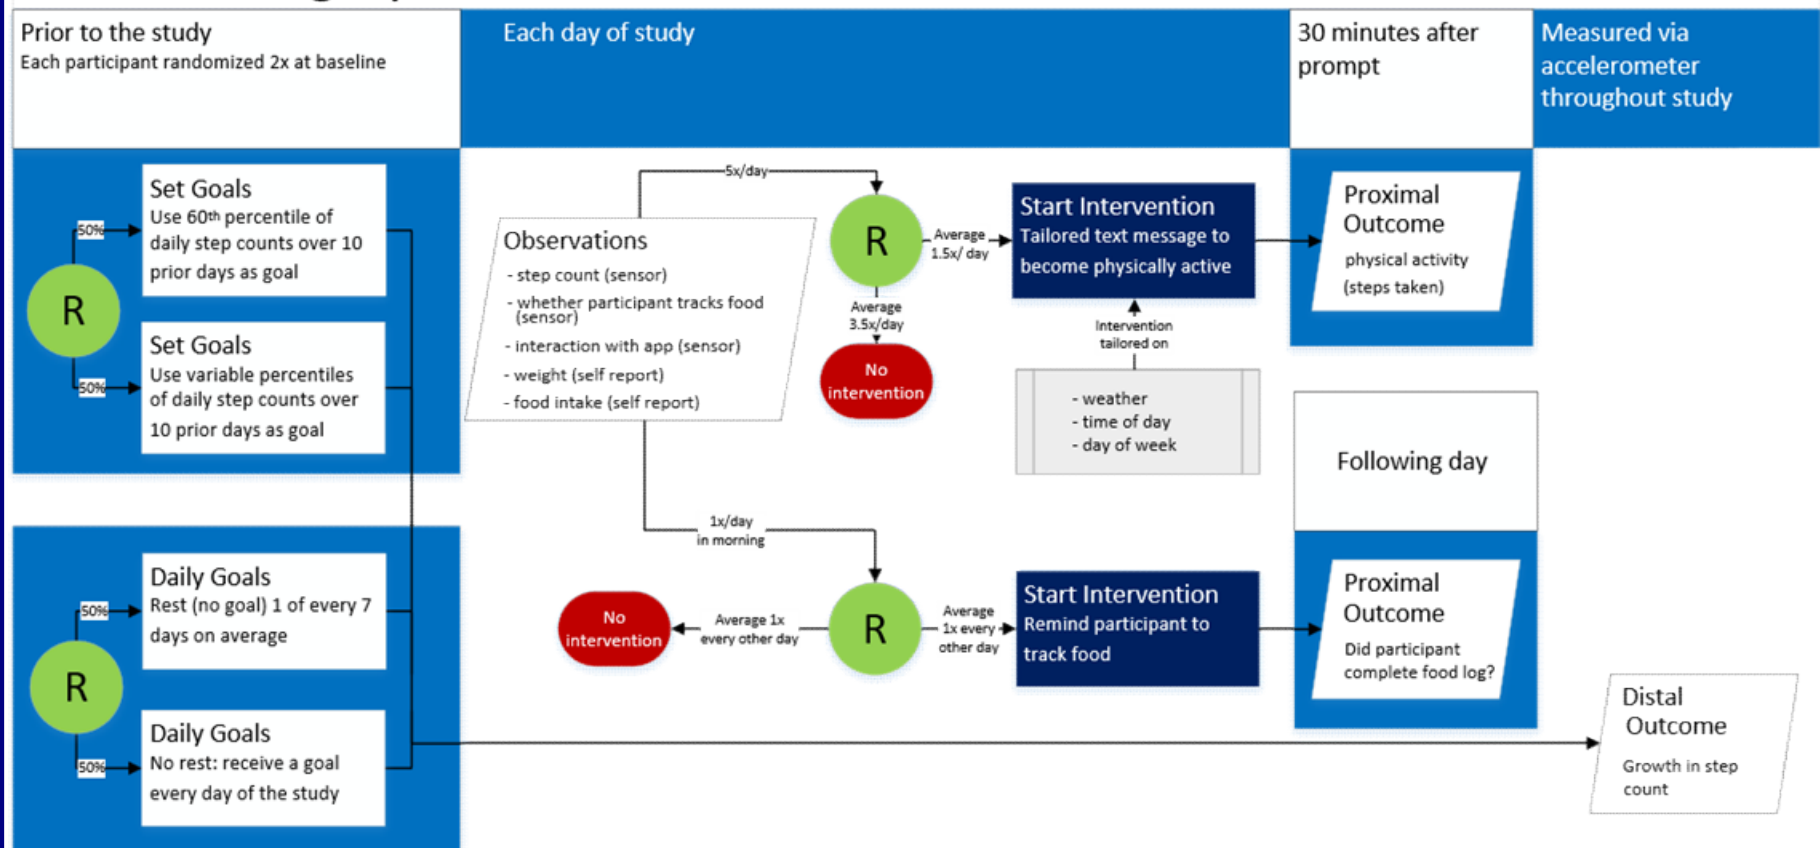 Prior to the study
Each participant randomized 2x at baseline
Each day of study
30 minutes after
prompt
Measured via
accelerometer
throughout study
R
50%
50%
Set Goals
Use 60th percentile of
daily step counts over 10
prior days as goal
Set Goals
Use variable percentiles
of daily step counts over
10 prior days as goal
R
50%
50%
Daily Goals
Rest (no goal) 1 of every 7
days on average
Daily Goals
No rest: receive a goal
every day of the study
Observations
- step count (sensor)
- whether participant tracks food
(sensor)
- interaction with app (sensor)
- weight (self report)
- food intake (self report)
5x/day
R
Average
1.5x/ day
Average
3.5x/day
No
intervention
Start Intervention
Tailored text message to
become physically active
Intervention
tailored on
- weather
- time of day
- day of week
Proximal
Outcome
physical activity
(steps taken)
1x/day
in morning
R
Average 1x
every other day
No
intervention
Average
1x every
other day
Start Intervention
Remind participant to
track food
Following day
Proximal
Outcome
Did participant
complete food log?
Distal
Outcome
Growth in step
count